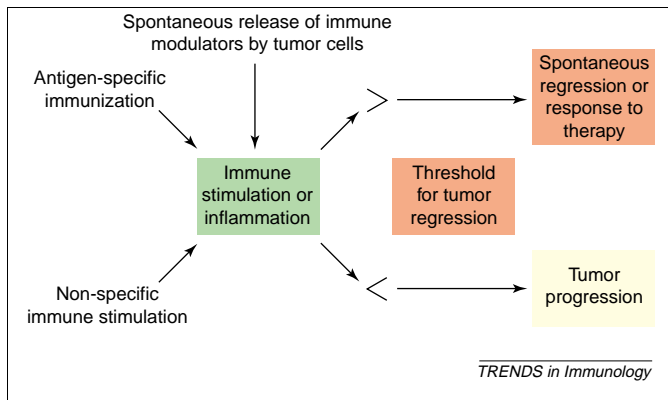 Spontaneous release of immune
modulators by tumor cells
Antigen-specific
immunization
Non-specific
immune stimulation
Immune
stimulation or
inflammation
>
<
Threshold
for tumor
regression
Spontaneous
regression or
response to
therapy
Tumor
progression
TRENDS in Immunology